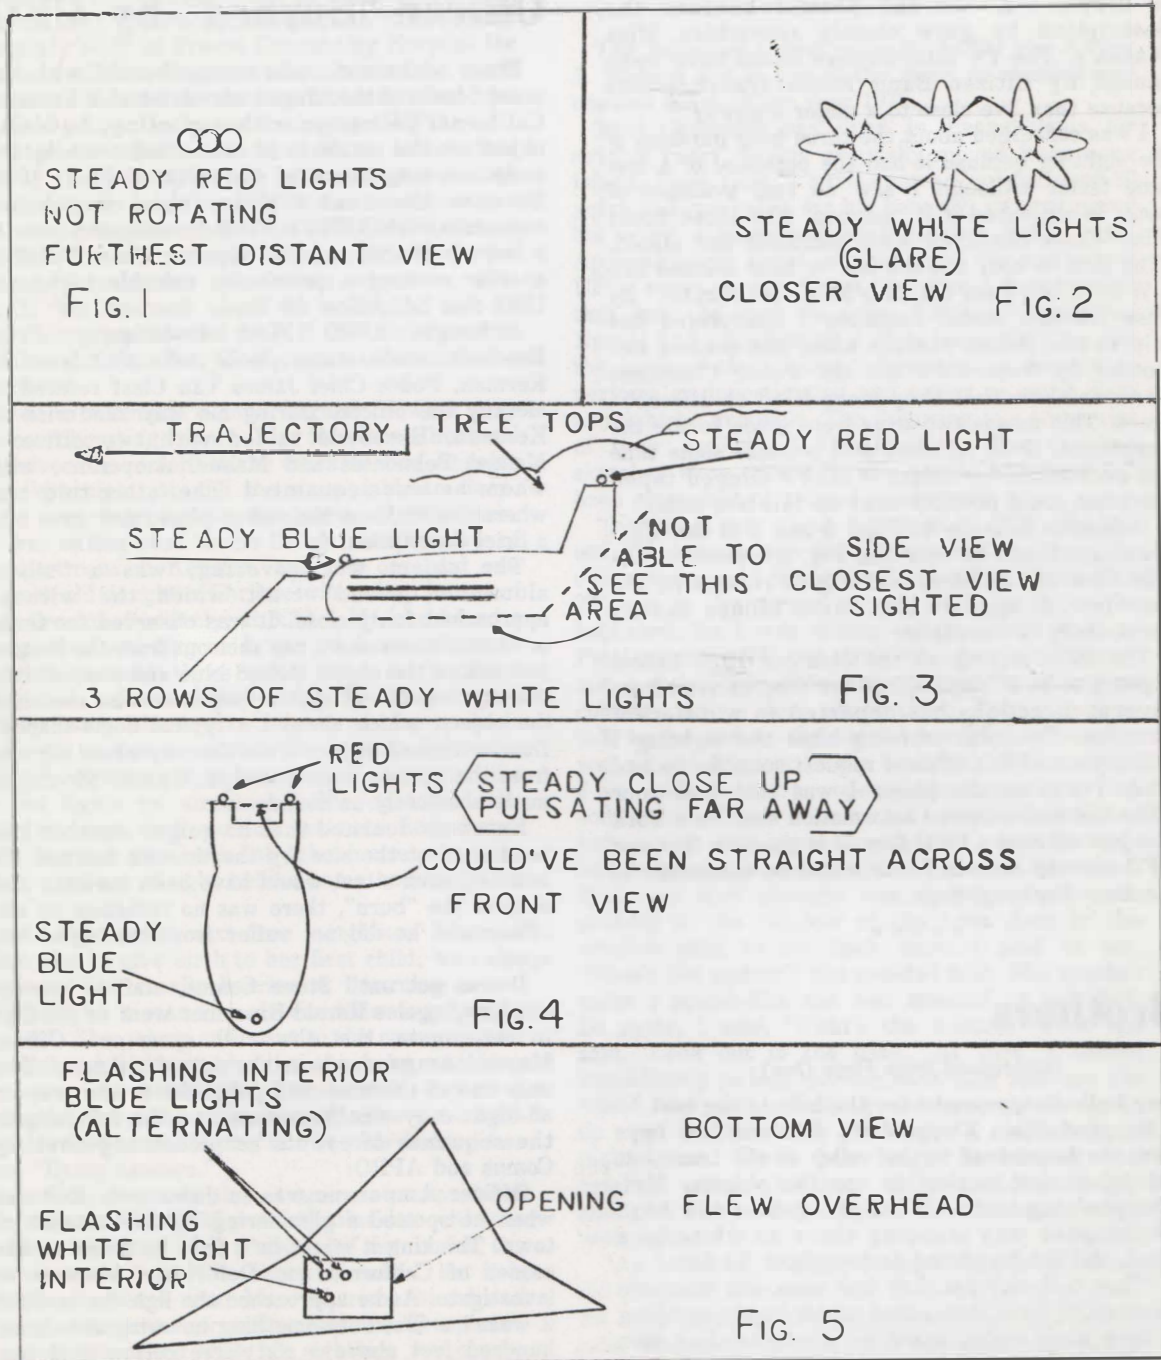 STEADY RED LIGHTS
NOT ROTATING
FURTHEST DISTANT VIEW
FIG. 1
STEADY WHITE LIGHTS
(GLARE)
CLOSER VIEW
FIG. 2
TRAJECTORY
TREE TOPS
STEADY RED LIGHT
STEADY BLUE LIGHT
NOT
ABLE TO
SEE THIS
AREA
SIDE VIEW
CLOSEST VIEW
SIGHTED
3 ROWS OF STEADY WHITE LIGHTS
FIG. 3
RED
LIGHTS
STEADY CLOSE UP
PULSATING FAR AWAY
COULD'VE BEEN STRAIGHT ACROSS
FRONT VIEW
STEADY
BLUE
LIGHT
FIG. 4
FLASHING INTERIOR
BLUE LIGHTS
(ALTERNATING)
BOTTOM VIEW
OPENING
FLEW OVERHEAD
FLASHING
WHITE LIGHT
INTERIOR
FIG. 5